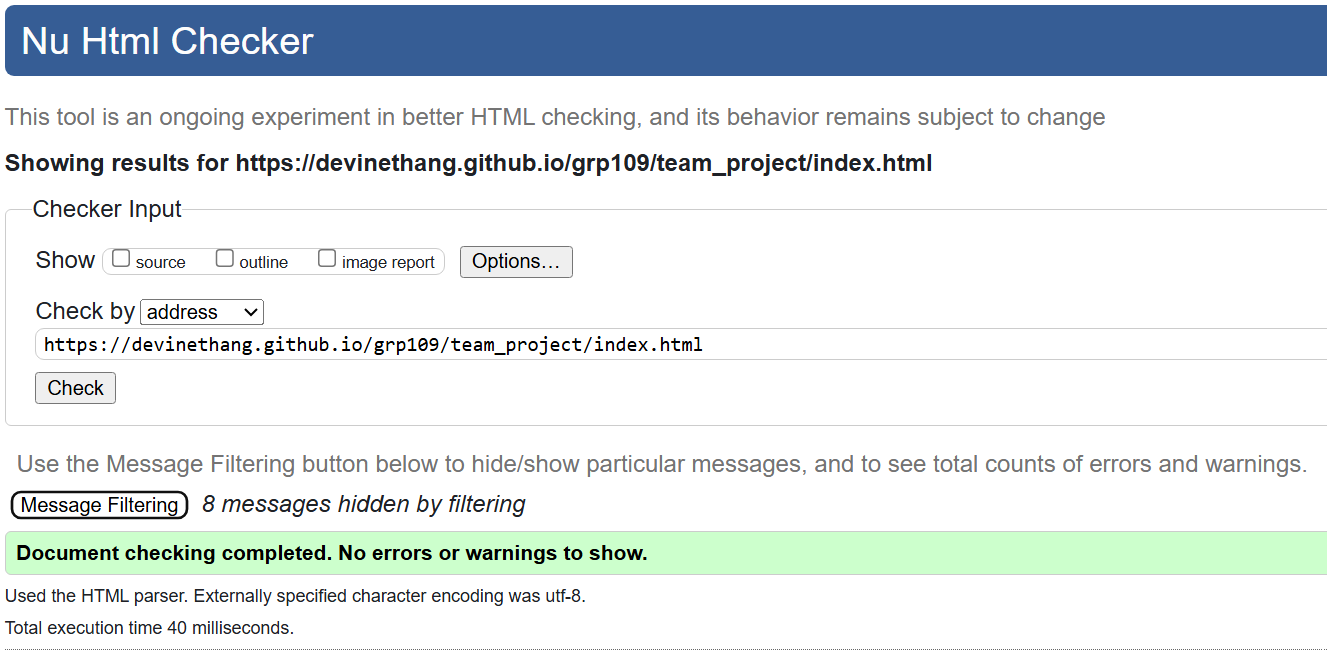 Nu Html Checker
This tool is an ongoing experiment in better HTML checking, and its behavior remains subject to change
Showing results for https://devinethang.github.io/grp109/team_project/index.html
Checker Input
Show source outline image report Options…
Check by address
https://devinethang.github.io/grp109/team_project/index.html
Check
Use the Message Filtering button below to hide/show particular messages, and to see total counts of errors and warnings.
Message Filtering 8 messages hidden by filtering
Document checking completed. No errors or warnings to show.
Used the HTML parser. Externally specified character encoding was utf-8.
Total execution time 40 milliseconds.